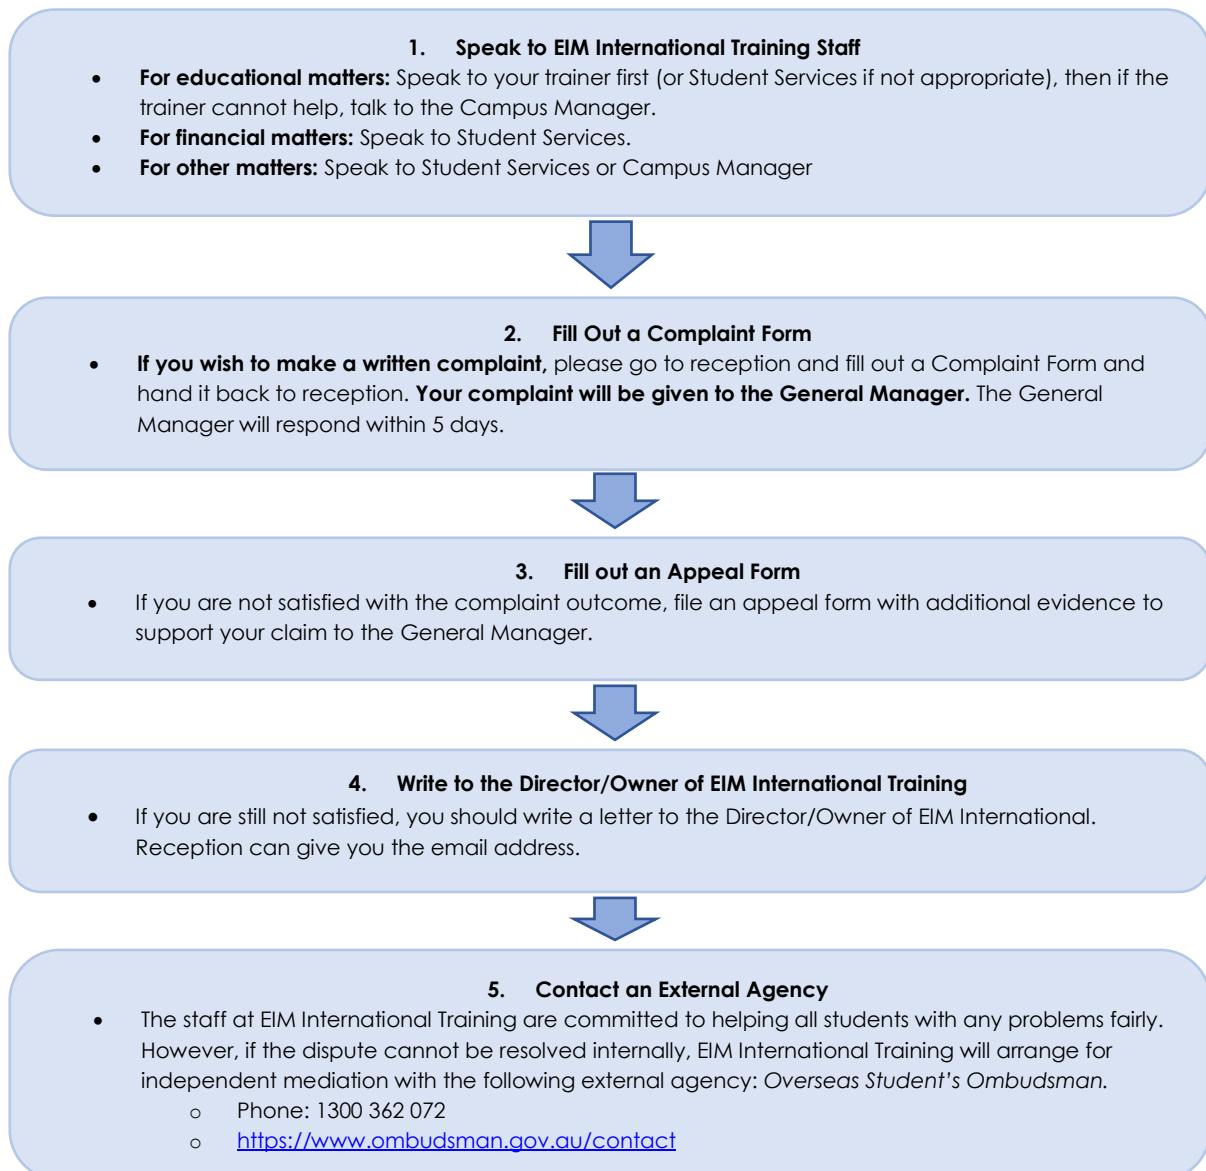 1. Speak to EIM International Training Staff
• For educational matters: Speak to your trainer first (or Student Services if not appropriate), then if the
trainer cannot help, talk to the Campus Manager.
• For financial matters: Speak to Student Services.
• For other matters: Speak to Student Services or Campus Manager
2. Fill Out a Complaint Form
• If you wish to make a written complaint, please go to reception and fill out a Complaint Form and
hand it back to reception. Your complaint will be given to the General Manager. The General
Manager will respond within 5 days.
3. Fill out an Appeal Form
• If you are not satisfied with the complaint outcome, file an appeal form with additional evidence to
support your claim to the General Manager.
4. Write to the Director/Owner of EIM International Training
• If you are still not satisfied, you should write a letter to the Director/Owner of EIM International.
Reception can give you the email address.
5. Contact an External Agency
• The staff at EIM International Training are committed to helping all students with any problems fairly.
However, if the dispute cannot be resolved internally, EIM International Training will arrange for
independent mediation with the following external agency: Overseas Student's Ombudsman.
o Phone: 1300 362 072
o https://www.ombudsman.gov.au/contact